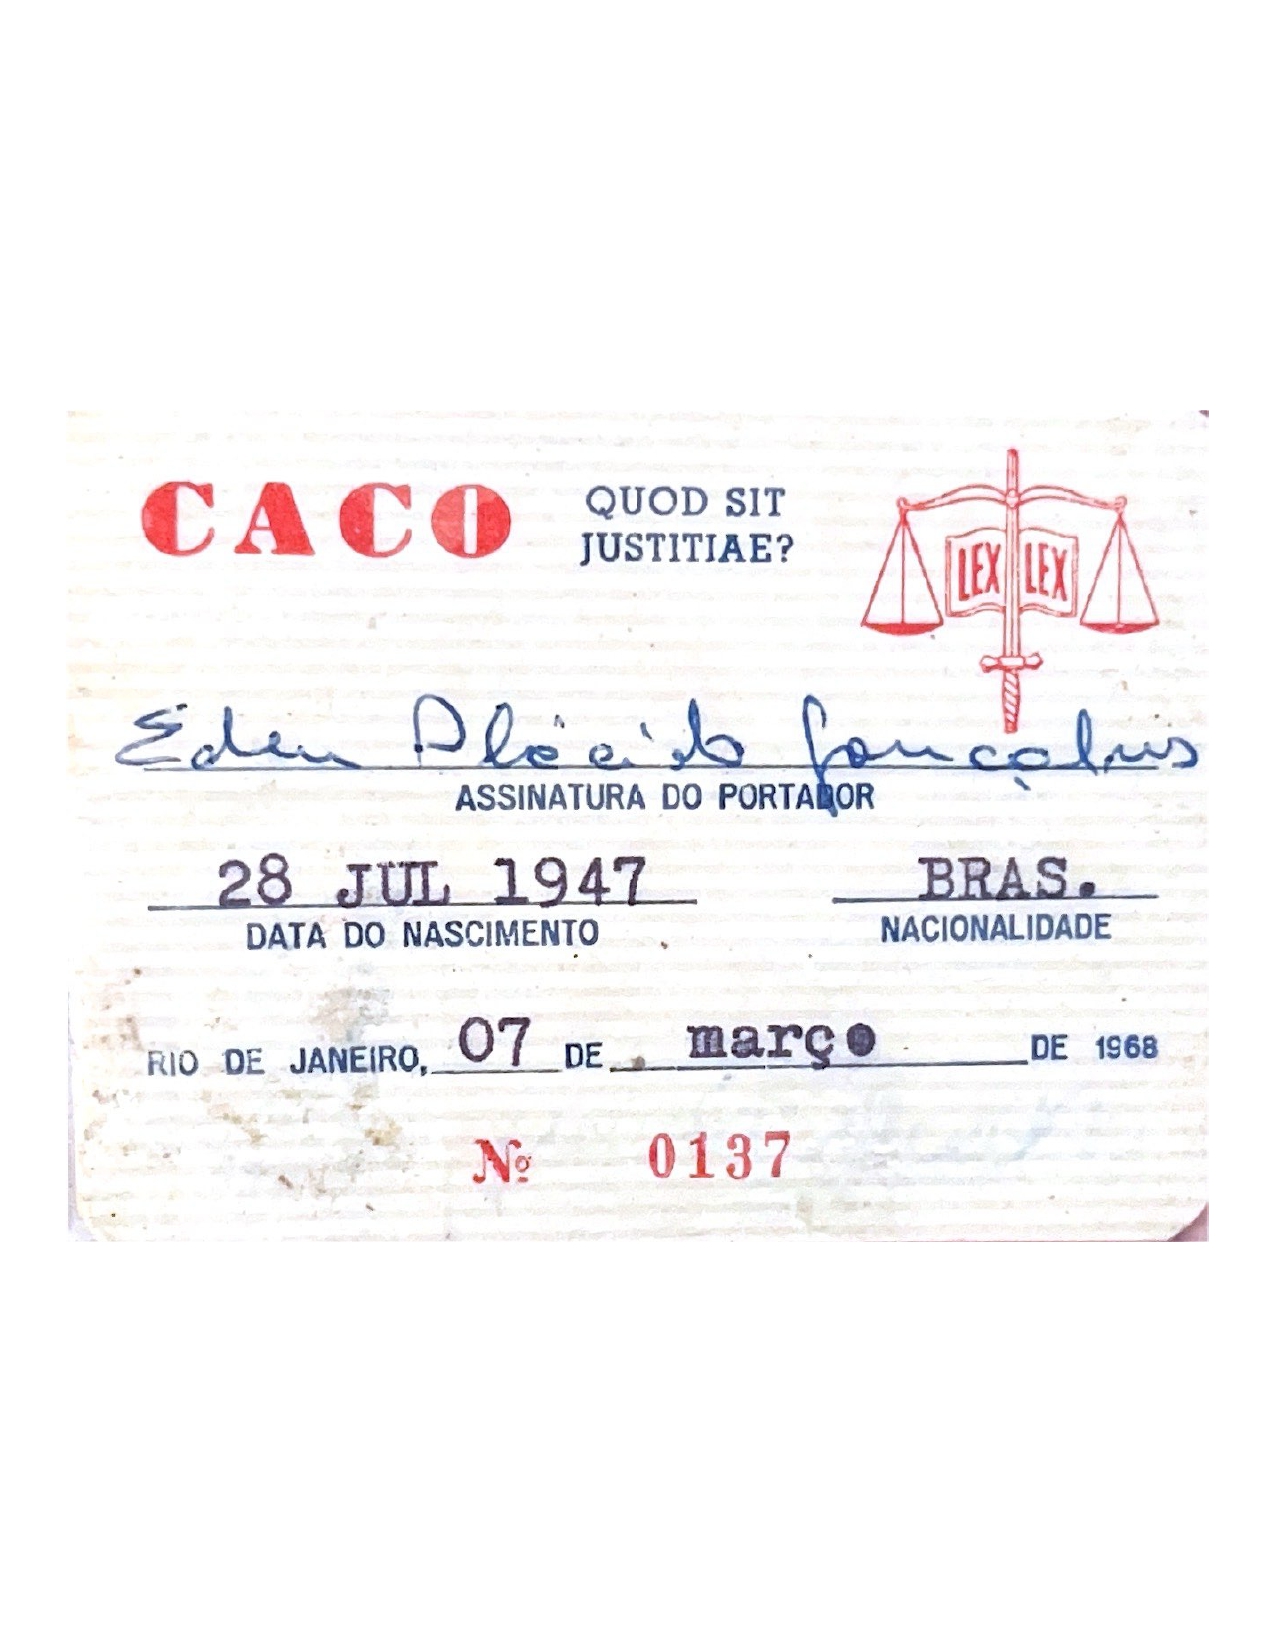 CACO
QUOD SIT
JUSTITIAE?
LEX LEX
Eden Plácido Gonçalves
ASSINATURA DO PORTADOR
28 JUL 1947 BRAS.
DATA DO NASCIMENTO NACIONALIDADE
RIO DE JANEIRO, 07 DE março DE 1968
Nº 0137